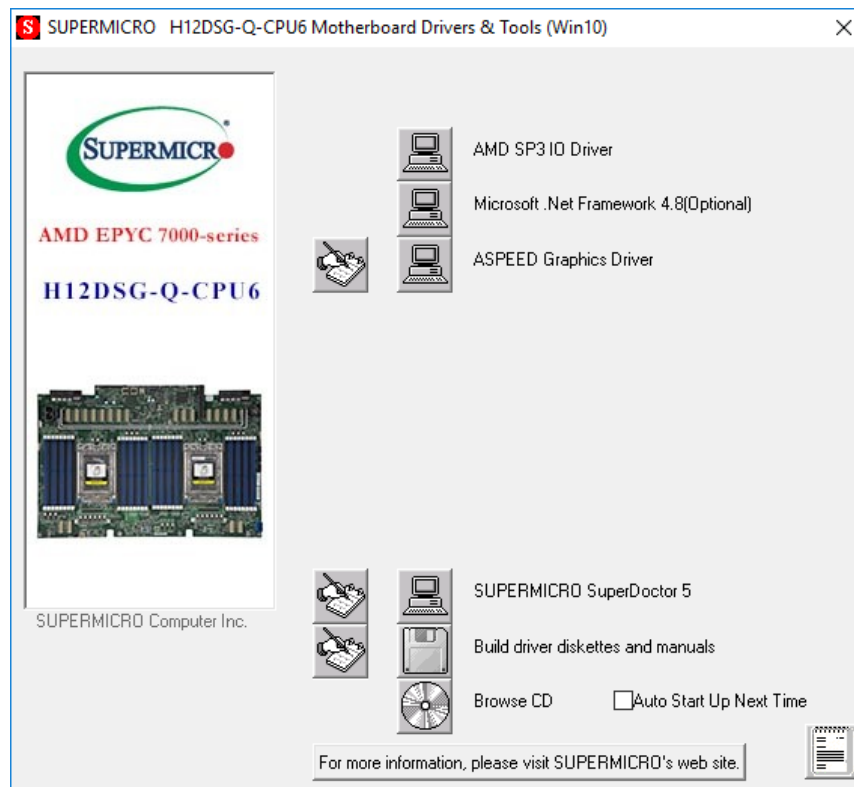 SUPERMICRO H12DSG-Q-CPU6 Motherboard Drivers & Tools (Win10)
SUPERMICRO
AMD EPYC 7000-series
H12DSG-Q-CPU6
SUPERMICRO Computer Inc.
AMD SP3 IO Driver
Microsoft .Net Framework 4.8(Optional)
ASPEED Graphics Driver
SUPERMICRO SuperDoctor 5
Build driver diskettes and manuals
Browse CD Auto Start Up Next Time
For more information, please visit SUPERMICRO's web site.